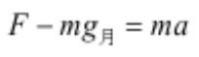 F − mg月 = ma